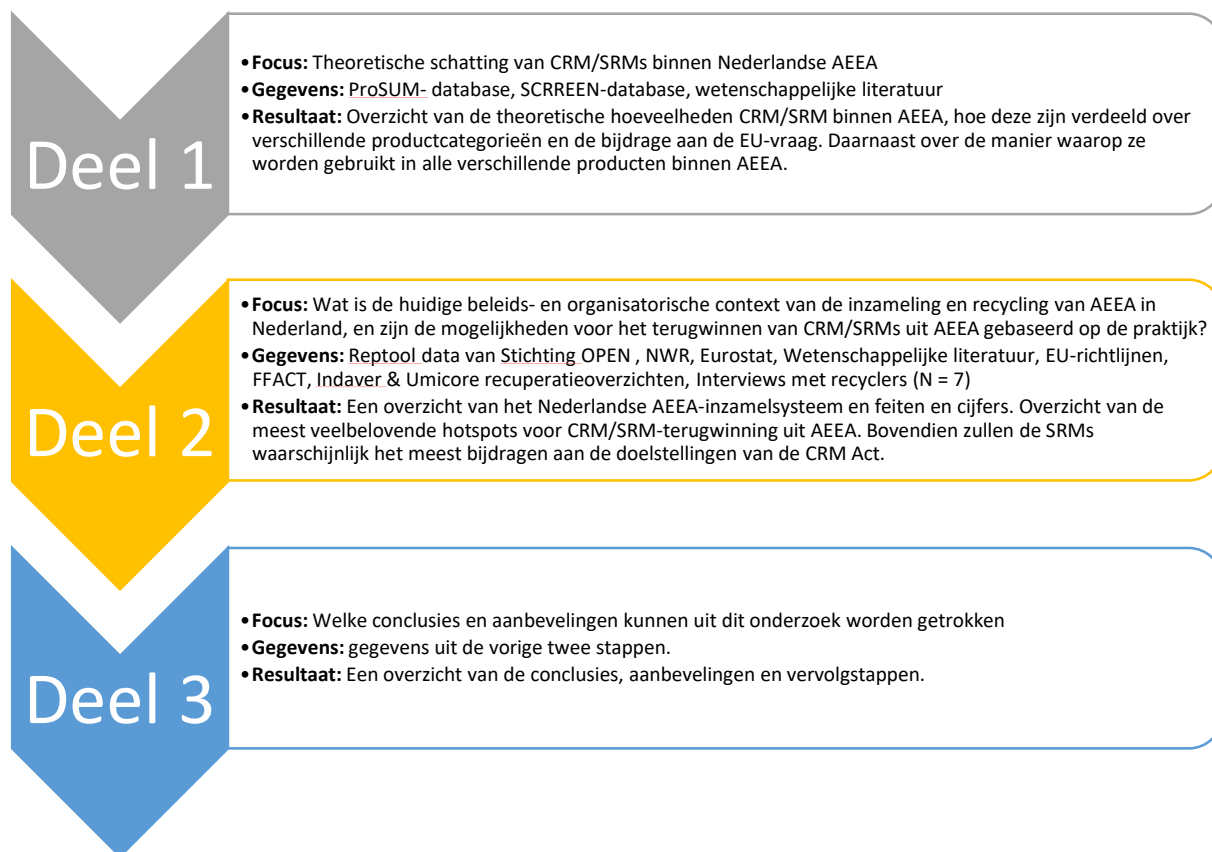 Deel 1
•Focus: Theoretische schatting van CRM/SRMs binnen Nederlandse AEEA
•Gegevens: ProSUM- database, SCRREEN-database, wetenschappelijke literatuur
•Resultaat: Overzicht van de theoretische hoeveelheden CRM/SRM binnen AEEA, hoe deze zijn verdeeld over
verschillende productcategorieën en de bijdrage aan de EU-vraag. Daarnaast over de manier waarop ze
worden gebruikt in alle verschillende producten binnen AEEA.
Deel 2
•Focus: Wat is de huidige beleids- en organisatorische context van de inzameling en recycling van AEEA in
Nederland, en zijn de mogelijkheden voor het terugwinnen van CRM/SRMs uit AEEA gebaseerd op de praktijk?
•Gegevens: Reptool data van Stichting OPEN , NWR, Eurostat, Wetenschappelijke literatuur, EU-richtlijnen,
FFACT, Indaver & Umicore recuperatieoverzichten, Interviews met recyclers (N = 7)
•Resultaat: Een overzicht van het Nederlandse AEEA-inzamelsysteem en feiten en cijfers. Overzicht van de
meest veelbelovende hotspots voor CRM/SRM-terugwinning uit AEEA. Bovendien zullen de SRMs
waarschijnlijk het meest bijdragen aan de doelstellingen van de CRM Act.
Deel 3
•Focus: Welke conclusies en aanbevelingen kunnen uit dit onderzoek worden getrokken
•Gegevens: gegevens uit de vorige twee stappen.
•Resultaat: Een overzicht van de conclusies, aanbevelingen en vervolgstappen.